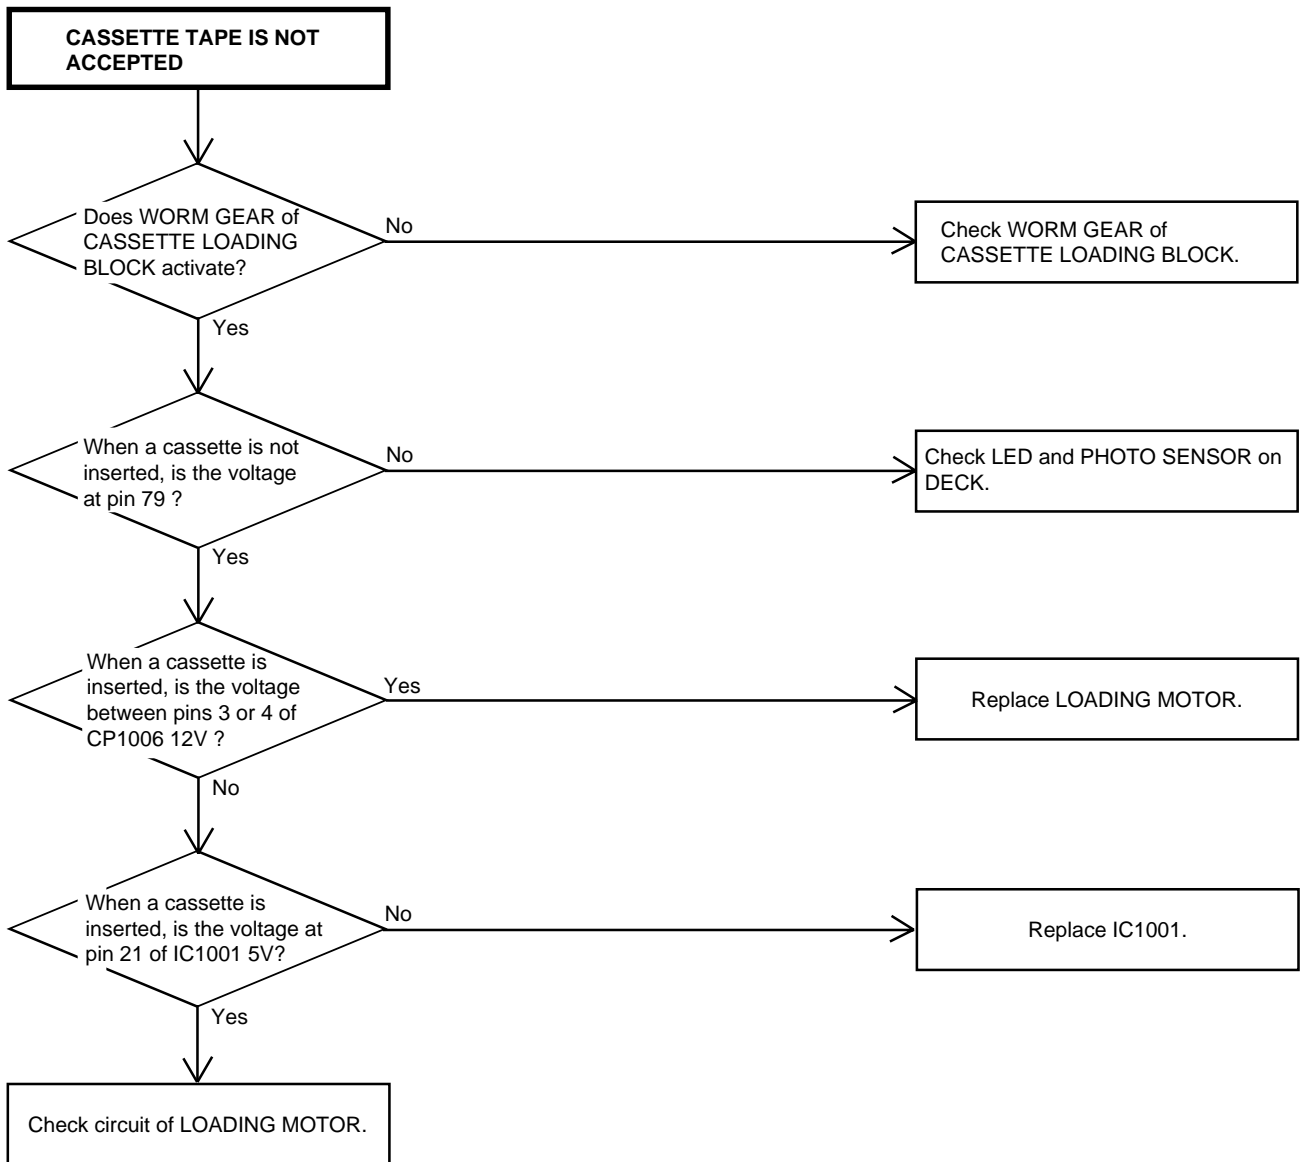 CASSETTE TAPE IS NOT
ACCEPTED
Does WORM GEAR of
CASSETTE LOADING
BLOCK activate?
No
Check WORM GEAR of
CASSETTE LOADING BLOCK.
Yes
When a cassette is not
inserted, is the voltage
at pin 79 ?
No
Check LED and PHOTO SENSOR on
DECK.
Yes
When a cassette is
inserted, is the voltage
between pins 3 or 4 of
CP1006 12V ?
Yes
Replace LOADING MOTOR.
No
When a cassette is
inserted, is the voltage at
pin 21 of IC1001 5V?
No
Replace IC1001.
Yes
Check circuit of LOADING MOTOR.